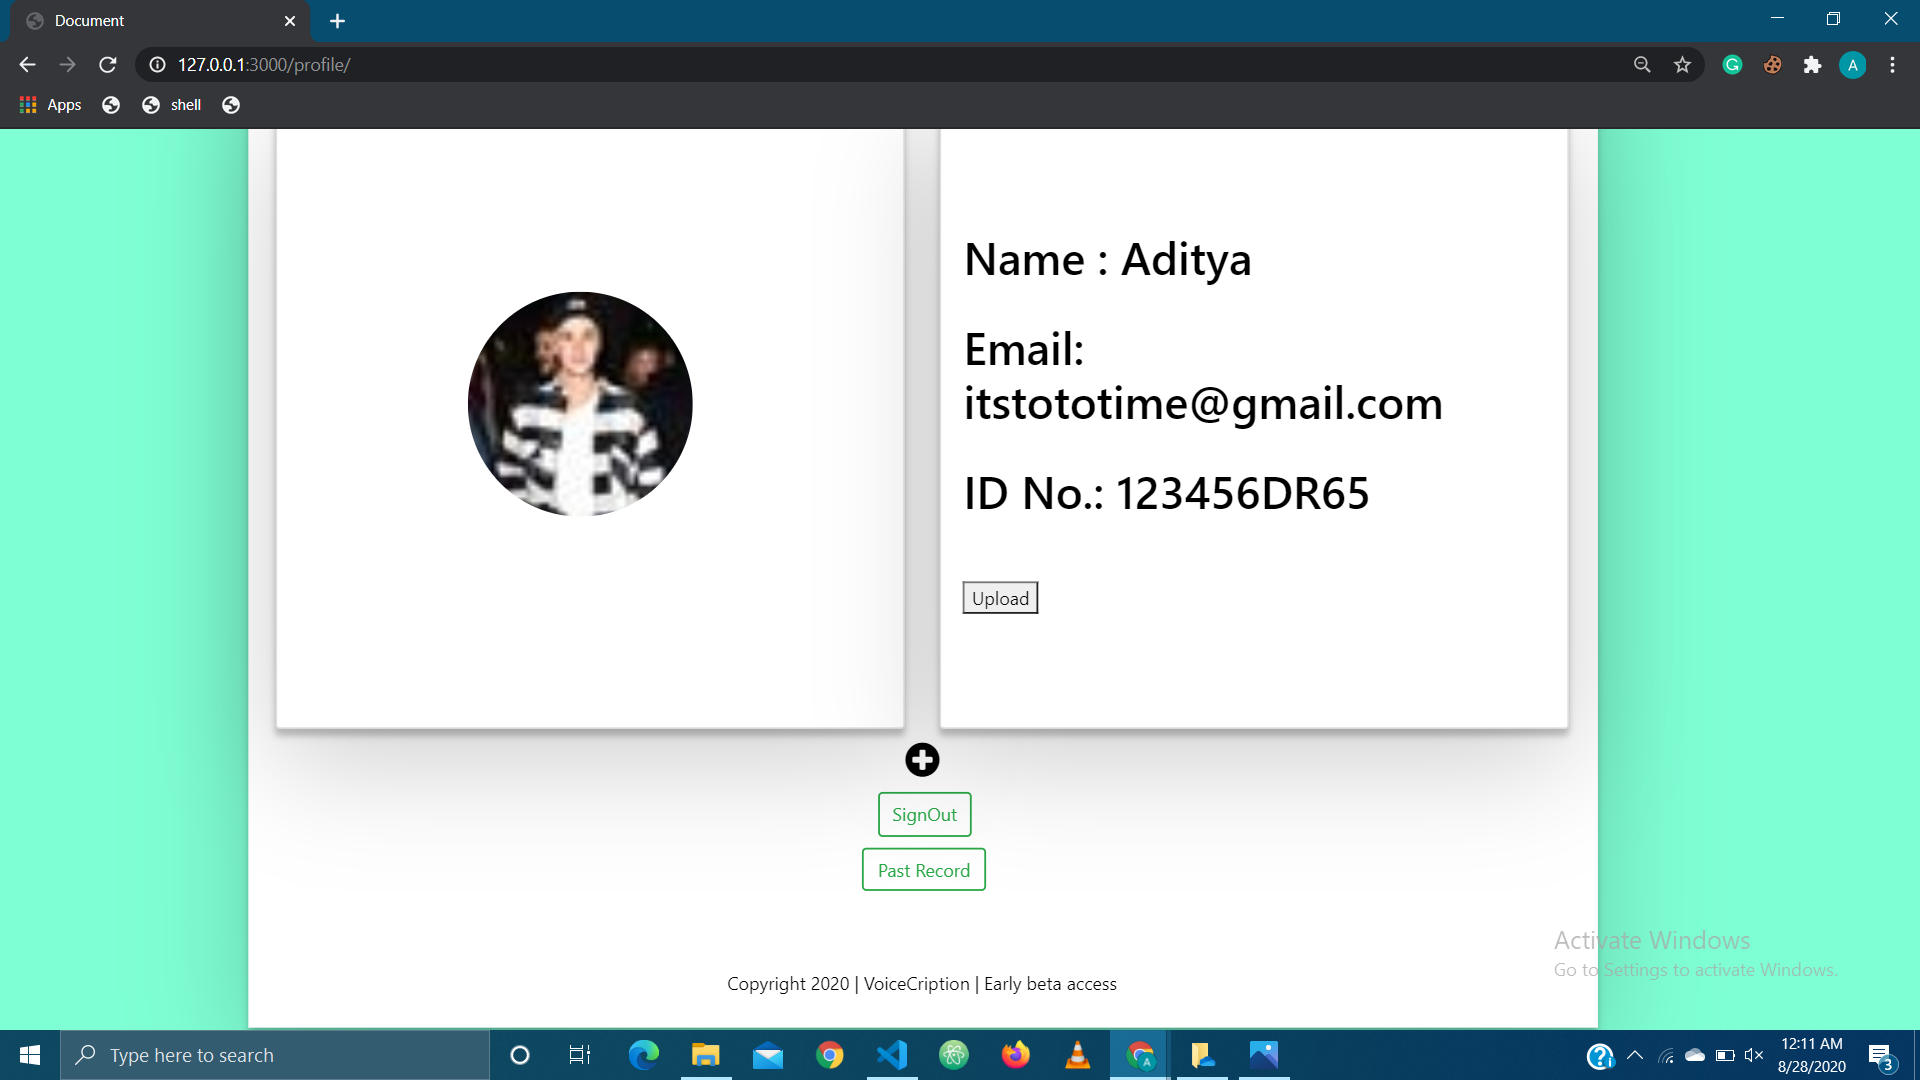 Document
127.0.0.1:3000/profile/
A
Apps
shell
Name : Aditya
Email:
itstototime@gmail.com
ID No.: 123456DR65
Upload
SignOut
Past Record
Activate Windows
Go to Settings to activate Windows.
Copyright 2020 | VoiceCription | Early beta access
Type here to search
A
12:11 AM
8/28/2020
3